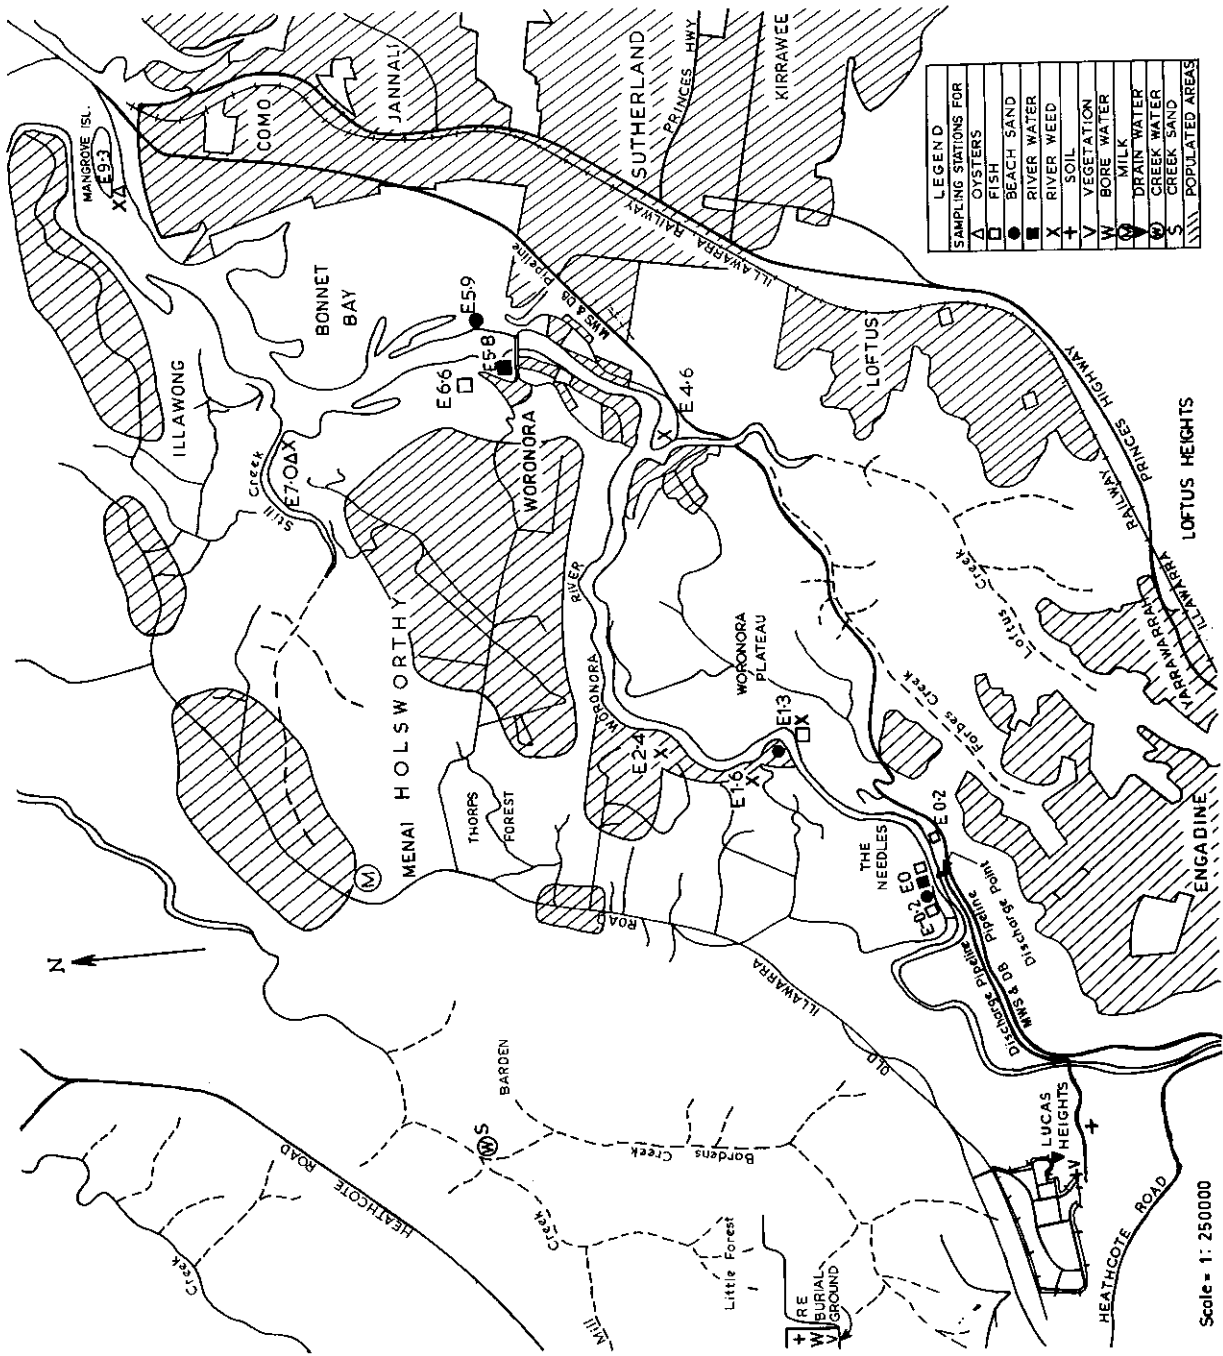 MANGROVE ISL.
E9·3
X Δ
COMO
JANNALI
SUTHERLAND
PRINCES HWY
KIRRAWEE
ILLAWARRA RAILWAY
MWS & DB Pipeline
BONNET
BAY
ILLAWONG
Still Creek
E7·0ΔX
E5·9
E5·8
E6·6
WORONORA
E4·6
X
LOFTUS
LEGEND
SAMPLING STATIONS FOR
Δ OYSTERS
□ FISH
● BEACH SAND
■ RIVER WATER
X RIVER WEED
+ SOIL
V VEGETATION
W BORE WATER
Ⓜ MILK
▼ DRAIN WATER
Ⓦ CREEK WATER
S CREEK SAND
\\\\ POPULATED AREAS
PRINCES HIGHWAY
RAILWAY
LOFTUS HEIGHTS
ILLAWARRA
YARRAWARRAH
Loftus Creek
Forbes Creek
WORONORA
PLATEAU
WORONORA RIVER
MENAI HOLSWORTHY
THORPS
FOREST
E2·4
X
E1·6
X
E1·3
X
M
THE
NEEDLES
E-0·2 E0
E 0·2
Discharge Point
Discharge Pipeline
MWS & DB Pipeline
ENGADINE
OLD ILLAWARRA ROAD
N
BARDEN
W S
Bardens Creek
HEATHCOTE ROAD
Creek
Mill Creek
Little Forest
+ R E
W BURIAL
V GROUND
LUCAS
HEIGHTS
+
+V
HEATHCOTE ROAD
Scale = 1: 250000